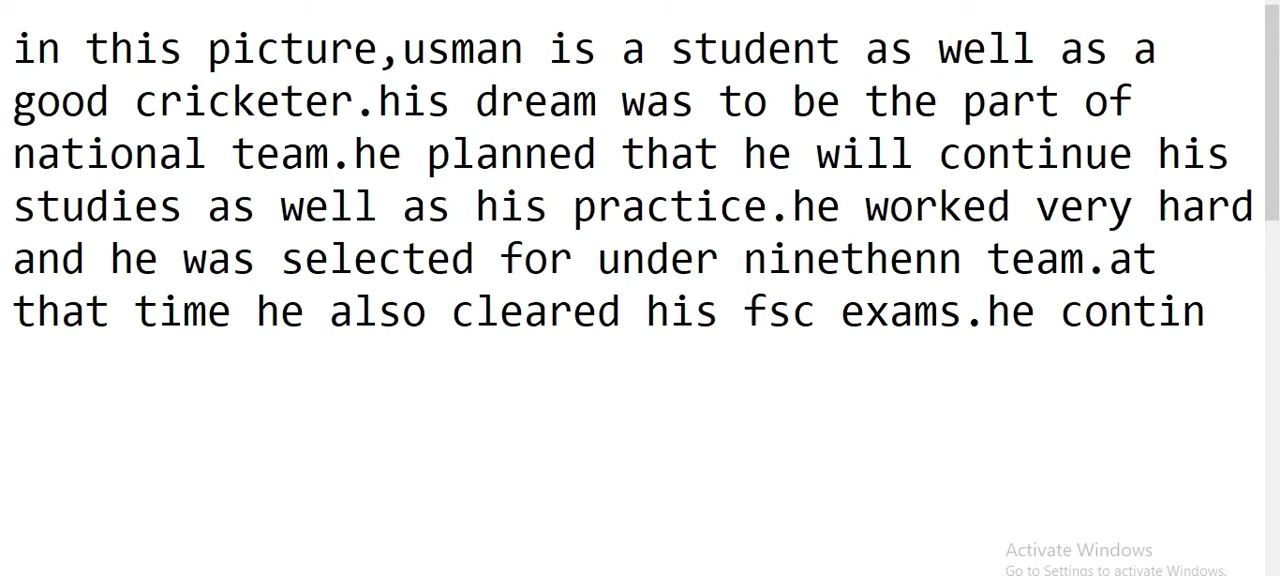 in this picture,usman is a student as well as a
good cricketer.his dream was to be the part of
national team.he planned that he will continue his
studies as well as his practice.he worked very hard
and he was selected for under ninethenn team.at
that time he also cleared his fsc exams.he contin
Activate Windows
Go to Settings to activate Windows.